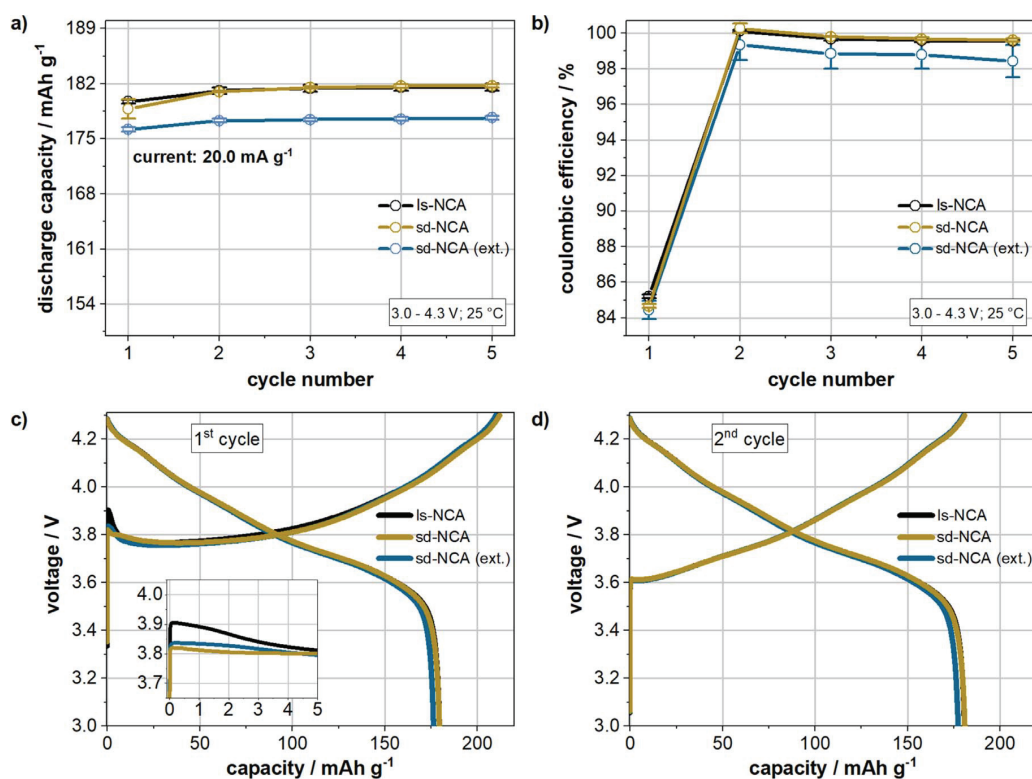 a)
189
182
175
168
161
154
discharge capacity / mAh g⁻¹
current: 20.0 mA g⁻¹
ls-NCA
sd-NCA
sd-NCA (ext.)
3.0 - 4.3 V; 25 °C
1 2 3 4 5
cycle number
b)
100
98
96
94
92
90
88
86
84
coulombic efficiency / %
ls-NCA
sd-NCA
sd-NCA (ext.)
3.0 - 4.3 V; 25 °C
1 2 3 4 5
cycle number
c)
1st cycle
4.2
4.0
3.8
3.6
3.4
3.2
3.0
voltage / V
ls-NCA
sd-NCA
sd-NCA (ext.)
4.0
3.9
3.8
3.7
0 1 2 3 4 5
0 50 100 150 200
capacity / mAh g⁻¹
d)
2nd cycle
4.2
4.0
3.8
3.6
3.4
3.2
3.0
voltage / V
ls-NCA
sd-NCA
sd-NCA (ext.)
0 50 100 150 200
capacity / mAh g⁻¹